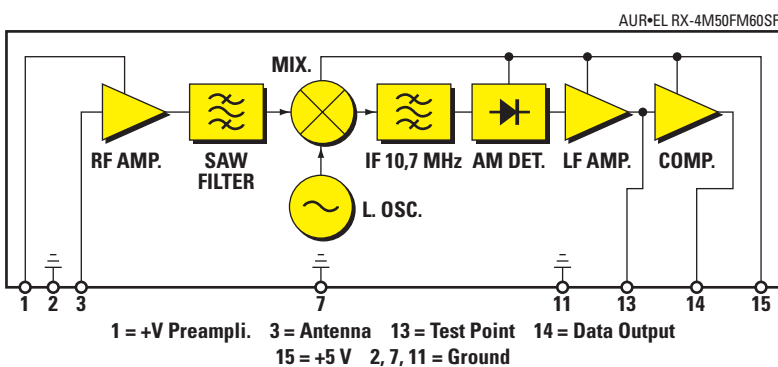 AUR•EL RX-4M50FM60SF
MIX.
RF AMP.
SAW
FILTER
IF 10,7 MHz
AM DET.
LF AMP.
COMP.
L. OSC.
1 2 3 7 11 13 14 15
1 = +V Preampli. 3 = Antenna 13 = Test Point 14 = Data Output
15 = +5 V 2, 7, 11 = Ground